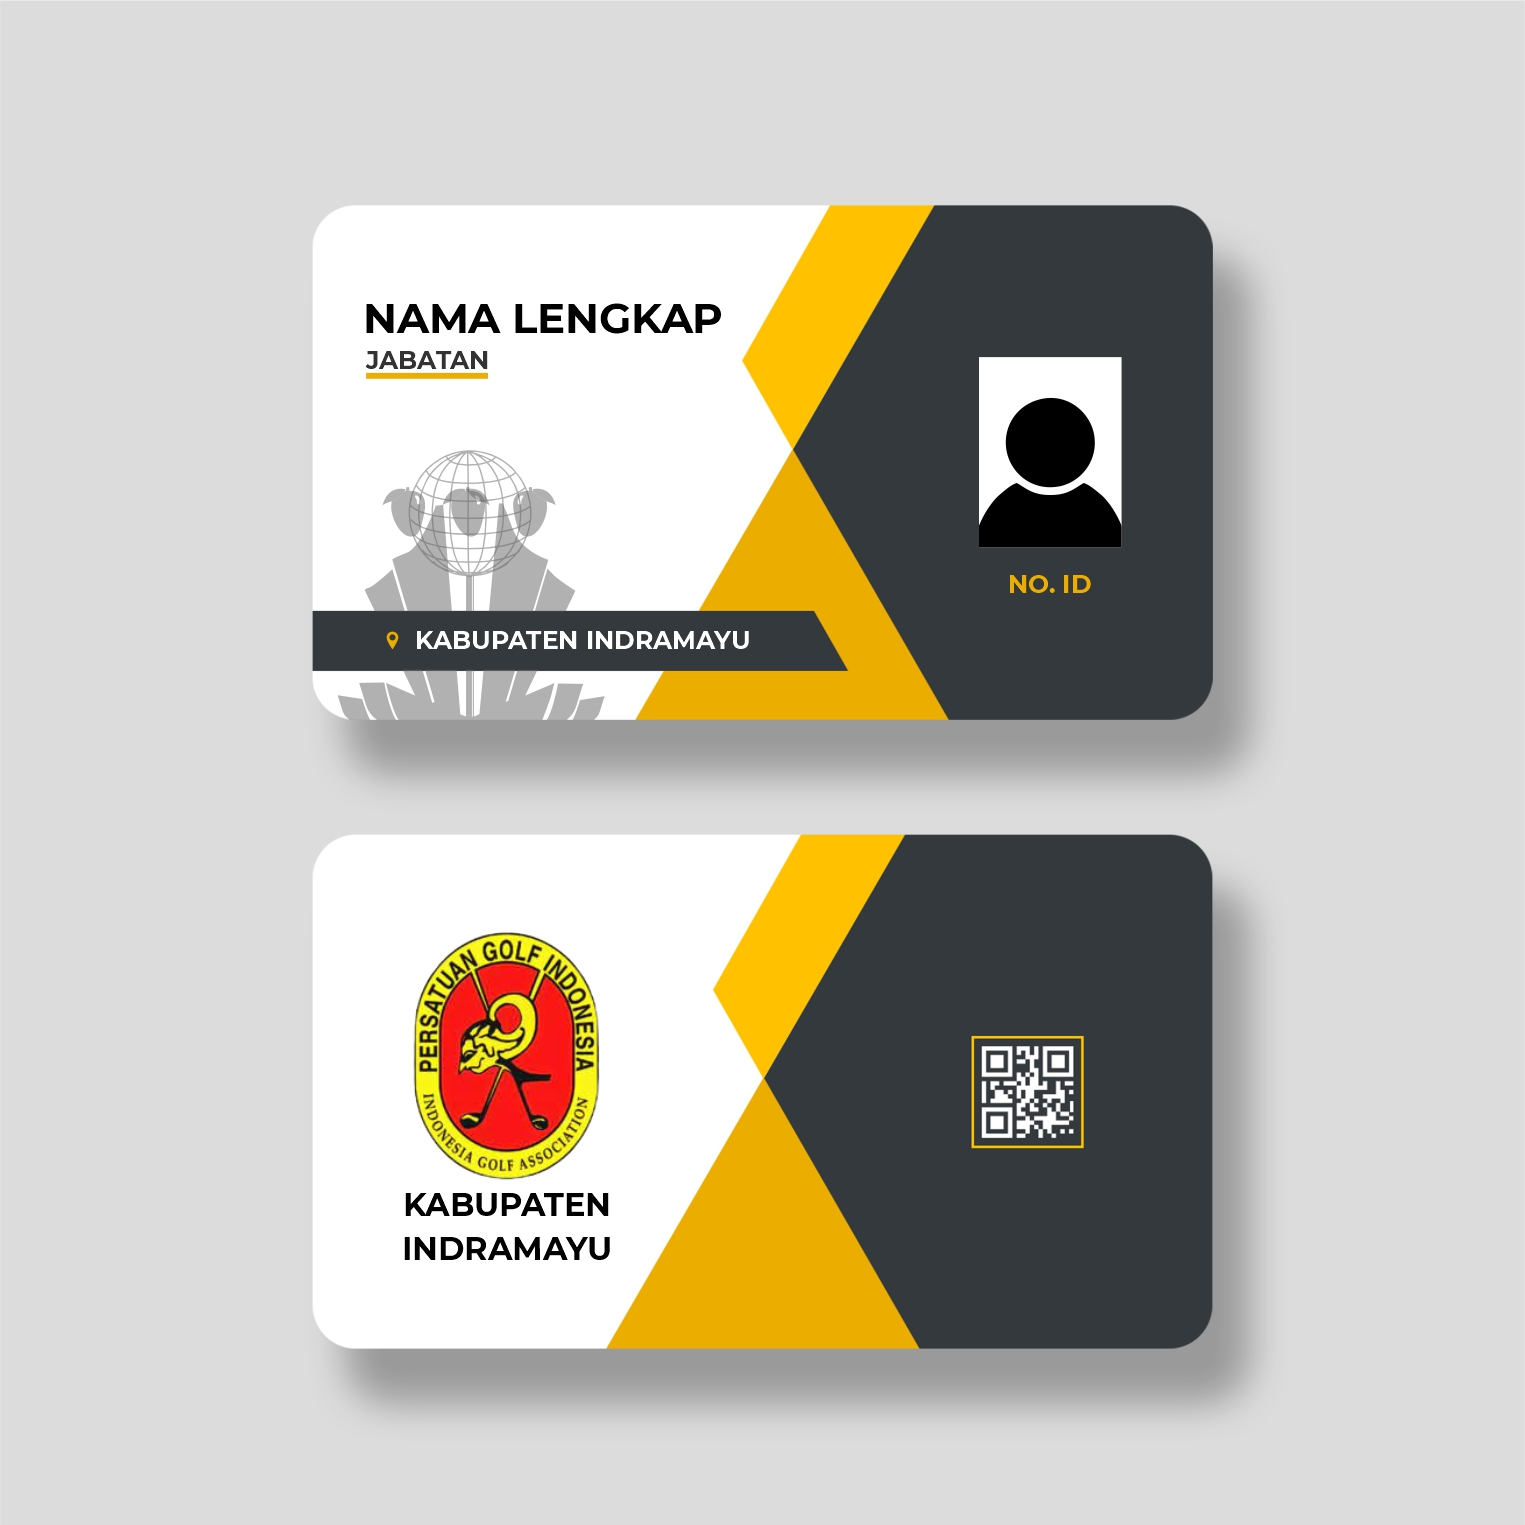 NAMA LENGKAP
JABATAN
NO. ID
KABUPATEN INDRAMAYU
PERSATUAN GOLF INDONESIA
INDONESIA GOLF ASSOCIATION
KABUPATEN
INDRAMAYU